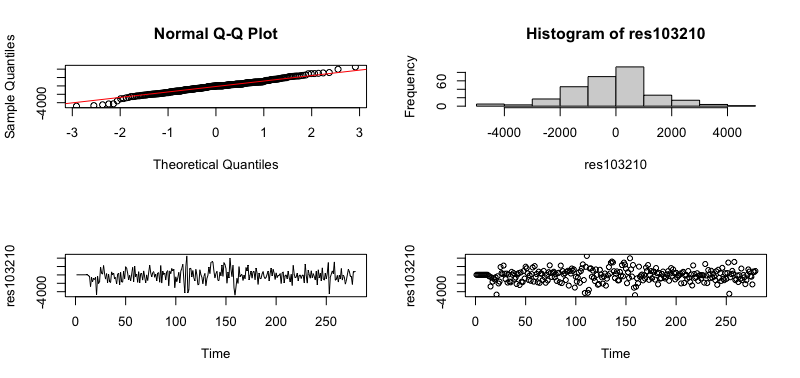 Normal Q-Q Plot
Sample Quantiles
-4000
-3 -2 -1 0 1 2 3
Theoretical Quantiles
Histogram of res103210
Frequency
0 60
-4000 -2000 0 2000 4000
res103210
res103210
-4000
0 50 100 150 200 250
Time
res103210
-4000
0 50 100 150 200 250
Time